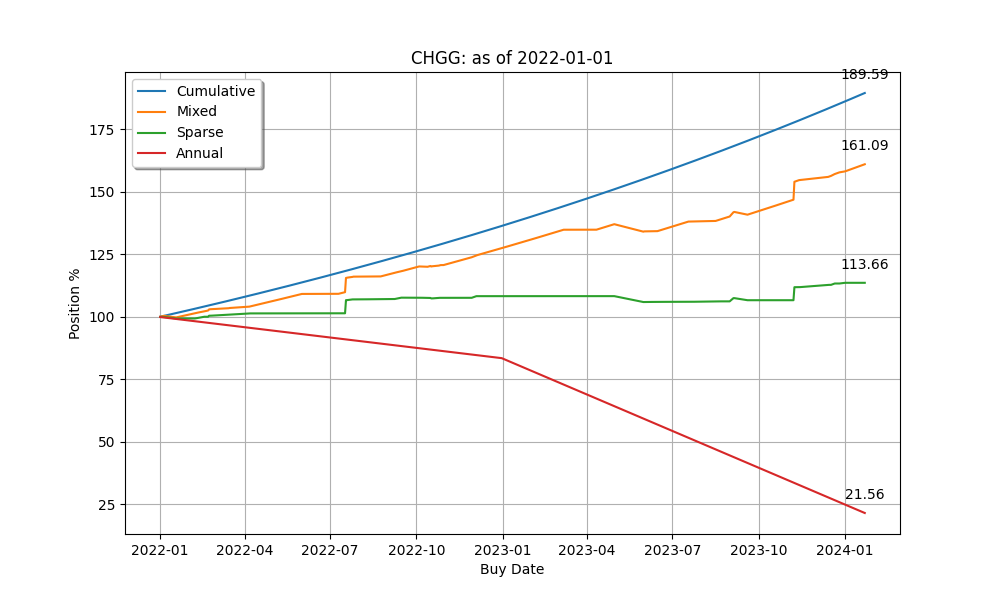 CHGG: as of 2022-01-01
189.59
Cumulative
Mixed
Sparse
Annual
161.09
113.66
21.56
175
150
125
100
75
50
25
Position %
2022-01 2022-04 2022-07 2022-10 2023-01 2023-04 2023-07 2023-10 2024-01
Buy Date